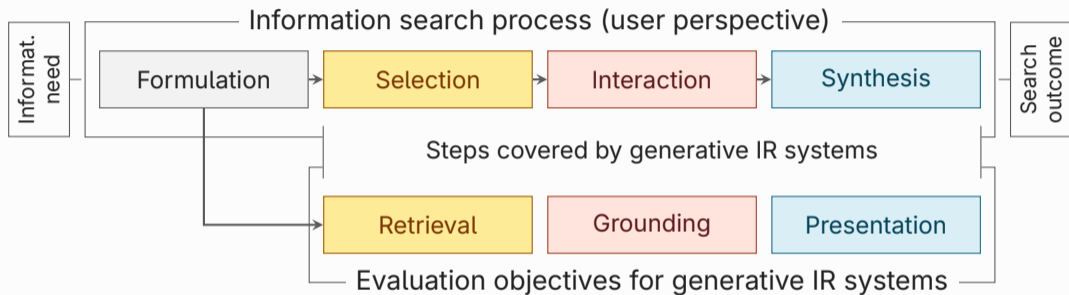 Information search process (user perspective)
Informat.
need
Formulation
Selection
Interaction
Synthesis
Search
outcome
Steps covered by generative IR systems
Retrieval
Grounding
Presentation
Evaluation objectives for generative IR systems